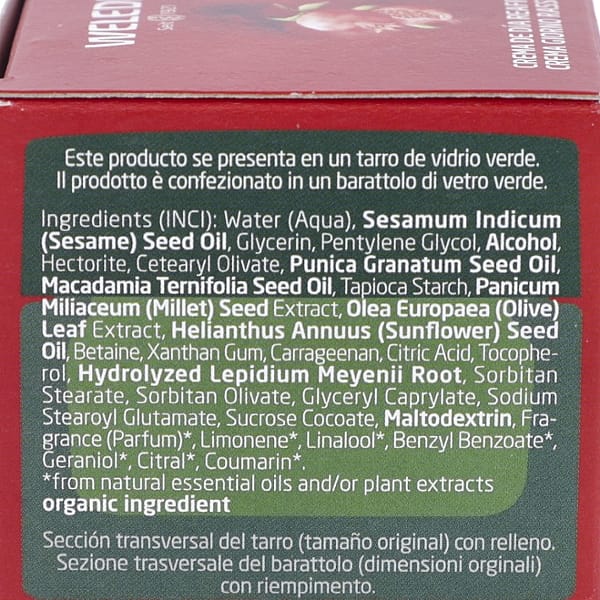 WELED
CREMA DE DÍA
CREMA GIORNO
Este producto se presenta en un tarro de vidrio verde.
Il prodotto è confezionato in un barattolo di vetro verde.
Ingredients (INCI): Water (Aqua), Sesamum Indicum
(Sesame) Seed Oil, Glycerin, Pentylene Glycol, Alcohol,
Hectorite, Cetearyl Olivate, Punica Granatum Seed Oil,
Macadamia Ternifolia Seed Oil, Tapioca Starch, Panicum
Miliaceum (Millet) Seed Extract, Olea Europaea (Olive)
Leaf Extract, Helianthus Annuus (Sunflower) Seed
Oil, Betaine, Xanthan Gum, Carrageenan, Citric Acid, Tocophe-
rol, Hydrolyzed Lepidium Meyenii Root, Sorbitan
Stearate, Sorbitan Olivate, Glyceryl Caprylate, Sodium
Stearoyl Glutamate, Sucrose Cocoate, Maltodextrin, Fra-
grance (Parfum)*, Limonene*, Linalool*, Benzyl Benzoate*,
Geraniol*, Citral*, Coumarin*.
*from natural essential oils and/or plant extracts
organic ingredient
Sección transversal del tarro (tamaño original) con relleno.
Sezione trasversale del barattolo (dimensioni orginali)
con riempimento.